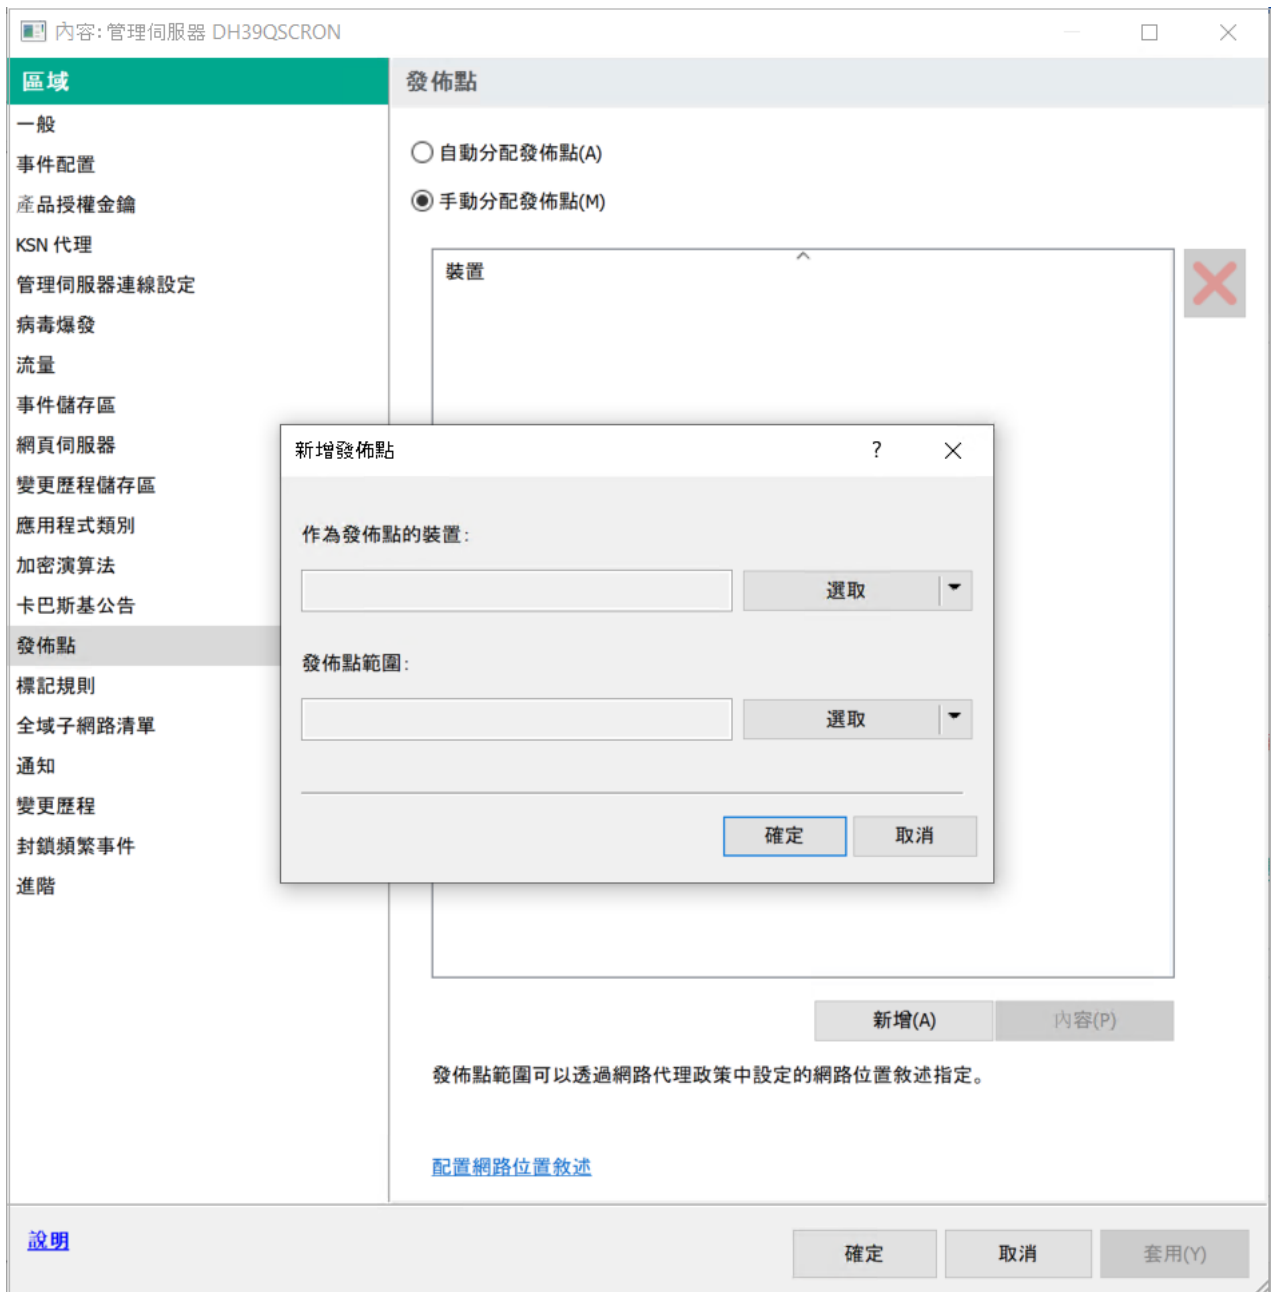 內容: 管理伺服器 DH39QSCRON
區域
發佈點
一般
事件配置
產品授權金鑰
KSN 代理
管理伺服器連線設定
病毒爆發
流量
事件儲存區
網頁伺服器
變更歷程儲存區
應用程式類別
加密演算法
卡巴斯基公告
發佈點
標記規則
全域子網路清單
通知
變更歷程
封鎖頻繁事件
進階
自動分配發佈點(A)
手動分配發佈點(M)
裝置
新增發佈點
?
作為發佈點的裝置:
選取
發佈點範圍:
選取
確定
取消
新增(A)
內容(P)
發佈點範圍可以透過網路代理政策中設定的網路位置敘述指定。
配置網路位置敘述
說明
確定
取消
套用(Y)